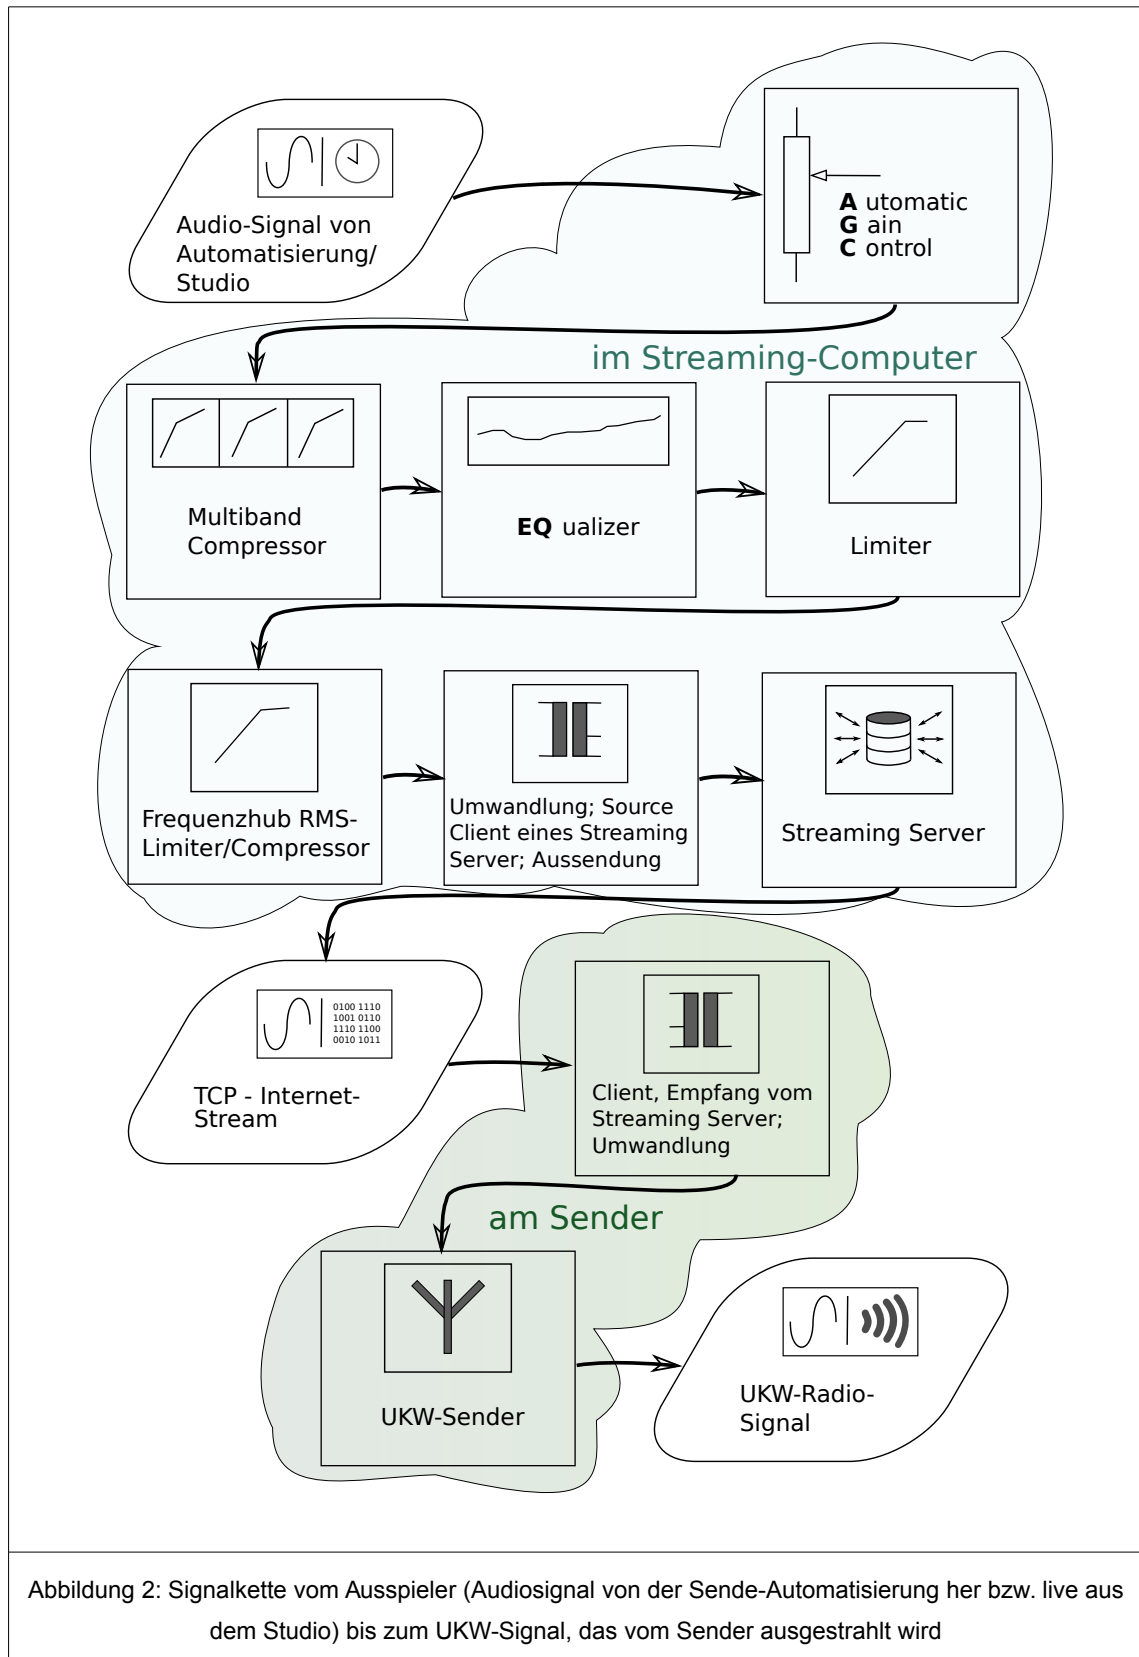 Audio-Signal von
Automatisierung/
Studio
A utomatic
G ain
C ontrol
im Streaming-Computer
Multiband
Compressor
EQ ualizer
Limiter
Frequenzhub RMS-
Limiter/Compressor
Umwandlung; Source
Client eines Streaming
Server; Aussendung
Streaming Server
0100 1110
1001 0110
1110 1100
0010 1011
TCP - Internet-
Stream
Client, Empfang vom
Streaming Server;
Umwandlung
am Sender
UKW-Sender
UKW-Radio-
Signal
Abbildung 2: Signalkette vom Ausspieler (Audiosignal von der Sende-Automatisierung her bzw. live aus
dem Studio) bis zum UKW-Signal, das vom Sender ausgestrahlt wird